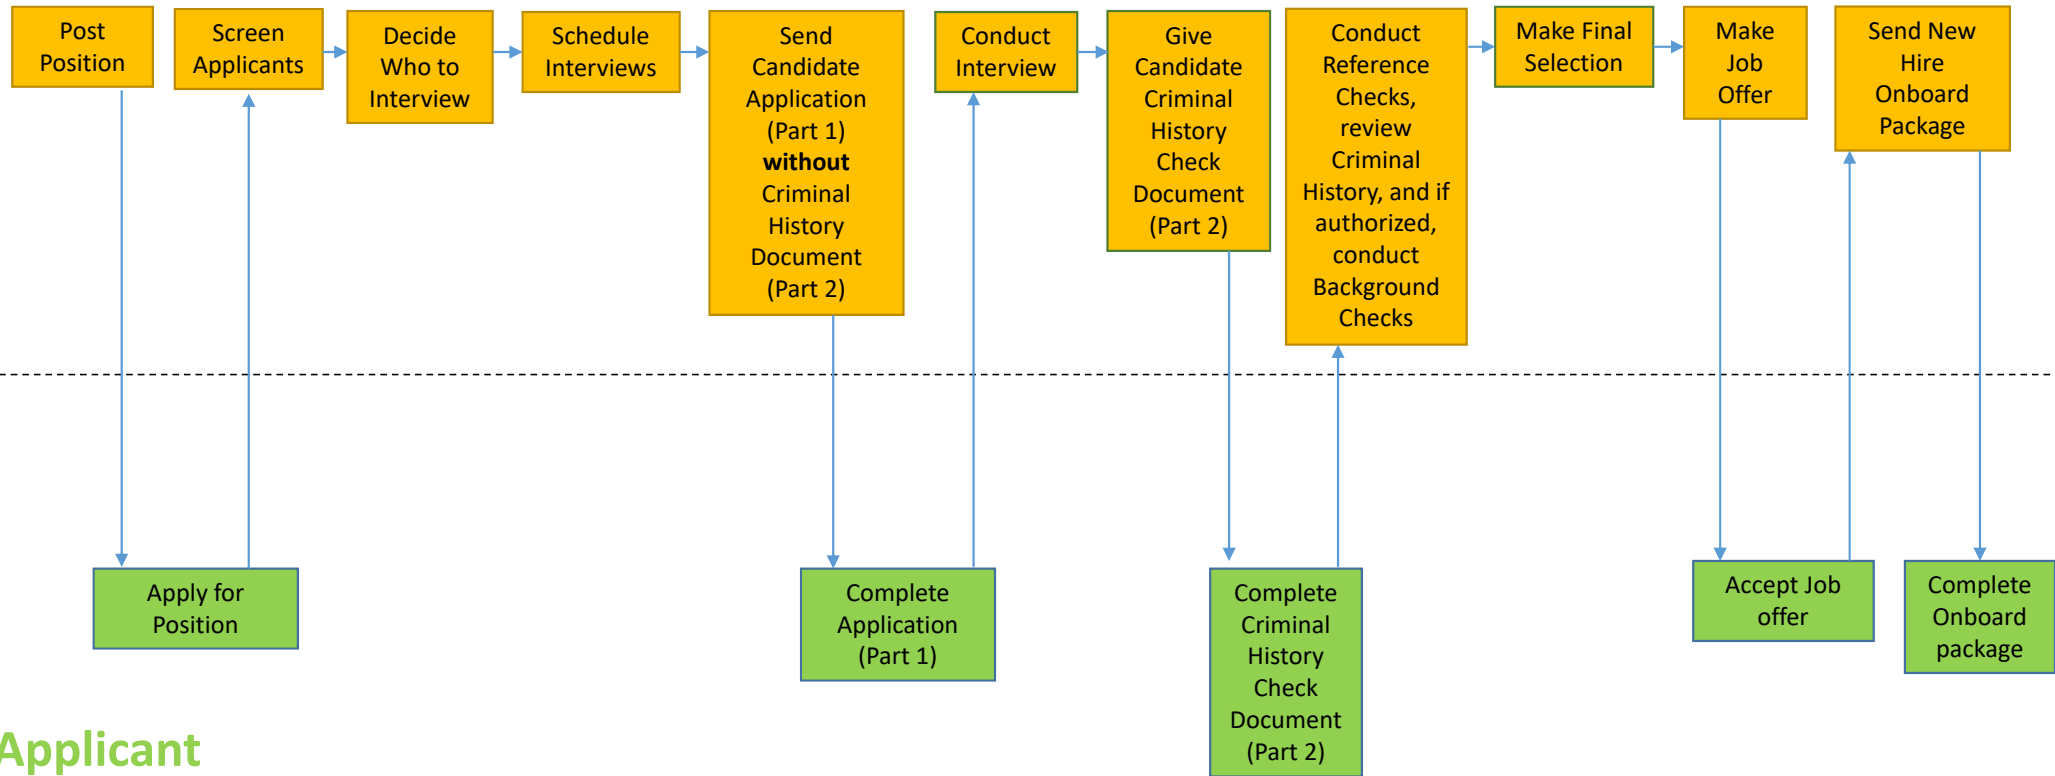 Post
Position
Screen
Applicants
Decide
Who to
Interview
Schedule
Interviews
Send
Candidate
Application
(Part 1)
without
Criminal
History
Document
(Part 2)
Conduct
Interview
Give
Candidate
Criminal
History
Check
Document
(Part 2)
Conduct
Reference
Checks,
review
Criminal
History, and if
authorized,
conduct
Background
Checks
Make Final
Selection
Make
Job
Offer
Send New
Hire
Onboard
Package
Apply for
Position
Complete
Application
(Part 1)
Complete
Criminal
History
Check
Document
(Part 2)
Accept Job
offer
Complete
Onboard
package
Applicant